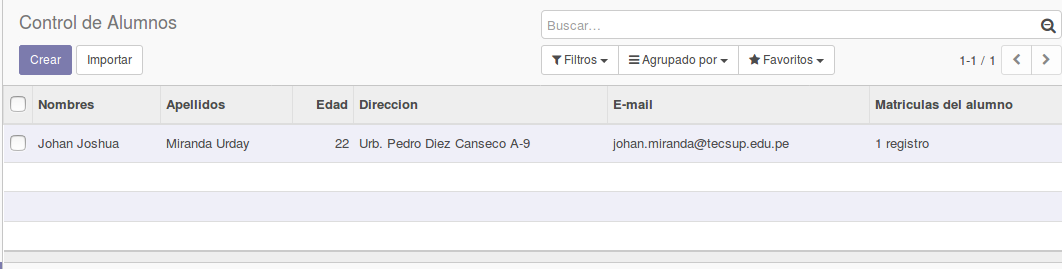 Control de Alumnos
Buscar...
Crear Importar
Filtros Agrupado por Favoritos 1-1 / 1
Nombres Apellidos Edad Direccion E-mail Matriculas del alumno
Johan Joshua Miranda Urday 22 Urb. Pedro Diez Canseco A-9 johan.miranda@tecsup.edu.pe 1 registro